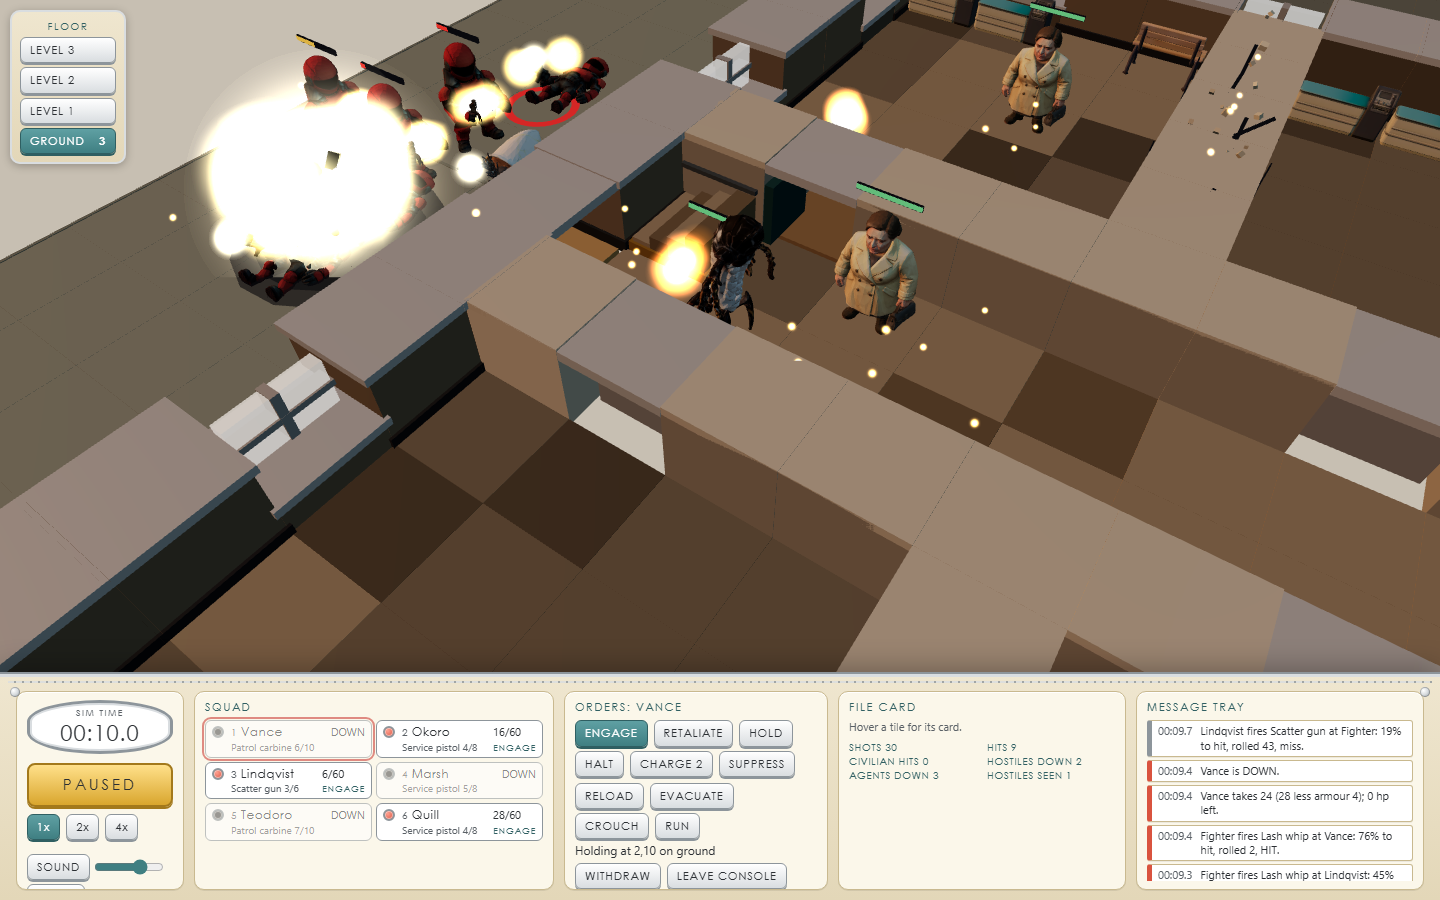 FLOOR
LEVEL 3
LEVEL 2
LEVEL 1
GROUND 3
SIM TIME
00:10.0
PAUSED
1x 2x 4x
SOUND
SQUAD
1 Vance DOWN
Patrol carbine 6/10
2 Okoro 16/60
Service pistol 4/8 ENGAGE
3 Lindqvist 6/60
Scatter gun 3/6 ENGAGE
4 Marsh DOWN
Service pistol 5/8
5 Teodoro DOWN
Patrol carbine 7/10
6 Quill 28/60
Service pistol 4/8 ENGAGE
ORDERS: VANCE
ENGAGE RETALIATE HOLD
HALT CHARGE 2 SUPPRESS
RELOAD EVACUATE
CROUCH RUN
Holding at 2,10 on ground
WITHDRAW LEAVE CONSOLE
FILE CARD
Hover a tile for its card.
SHOTS 30 HITS 9
CIVILIAN HITS 0 HOSTILES DOWN 2
AGENTS DOWN 3 HOSTILES SEEN 1
MESSAGE TRAY
00:09.7 Lindqvist fires Scatter gun at Fighter: 19%
to hit, rolled 43, miss.
00:09.4 Vance is DOWN.
00:09.4 Vance takes 24 (28 less armour 4); 0 hp
left.
00:09.4 Fighter fires Lash whip at Vance: 76% to
hit, rolled 2, HIT.
00:09.3 Fighter fires Lash whip at Lindqvist: 45%